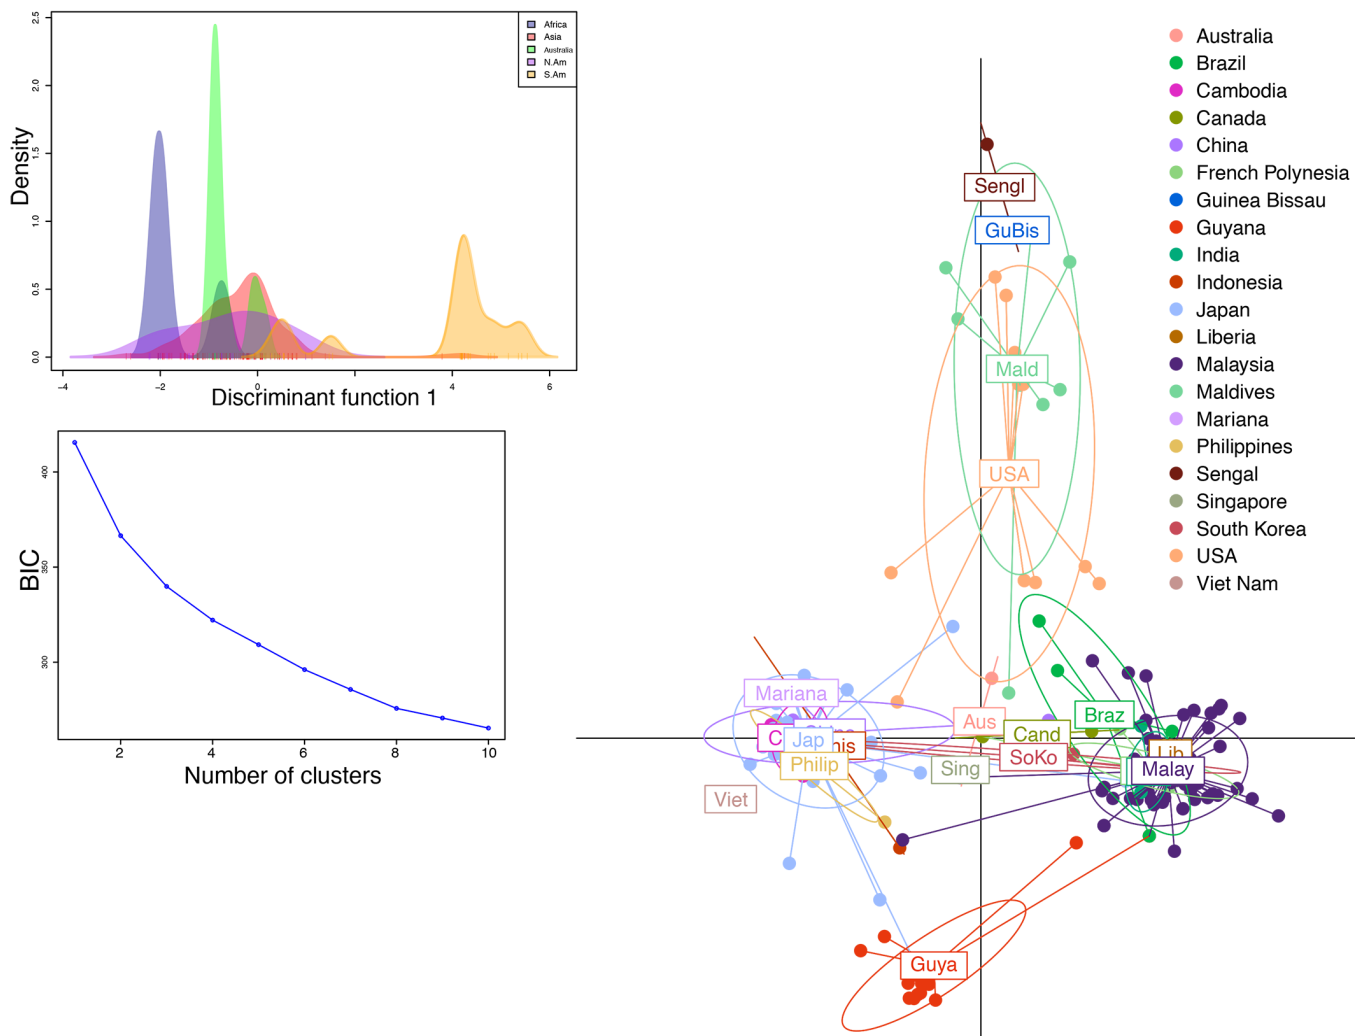 2.5
2.0
1.5
1.0
0.5
0.0
Density
Africa
Asia
Australia
N.Am
S.Am
−4
−2
0
4
6
Discriminant function 1
400
350
300
BIC
2
4
6
8
10
Number of clusters
Sengl
GuBis
Mald
USA
Mariana
Aus
Braz
Cand
C
Jap
nis
SoKo
Lib
Philip
Sing
Malay
Viet
Guya
Australia
Brazil
Cambodia
Canada
China
French Polynesia
Guinea Bissau
Guyana
India
Indonesia
Japan
Liberia
Malaysia
Maldives
Mariana
Philippines
Sengal
Singapore
South Korea
USA
Viet Nam